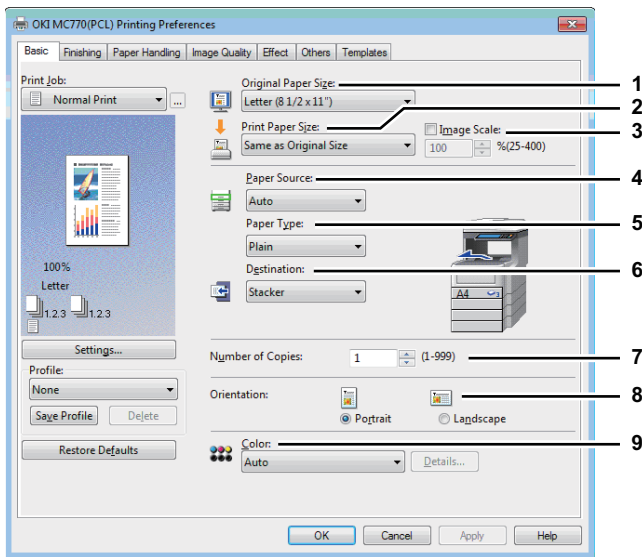 OKI MC770(PCL) Printing Preferences
Basic Finishing Paper Handling Image Quality Effect Others Templates
Print Job:
Normal Print ...
100%
Letter
1.2.3 1.2.3
Settings...
Profile:
None
Save Profile Delete
Restore Defaults
Original Paper Size: 1
Letter (8 1/2 x 11")
Print Paper Size: 2
Same as Original Size
Image Scale: 3
100 %(25-400)
Paper Source: 4
Auto
Paper Type: 5
Plain
Destination: 6
Stacker
A4
Number of Copies: 1 (1-999) 7
Orientation: 8
Portrait Landscape
Color: 9
Auto Details...
OK Cancel Apply Help